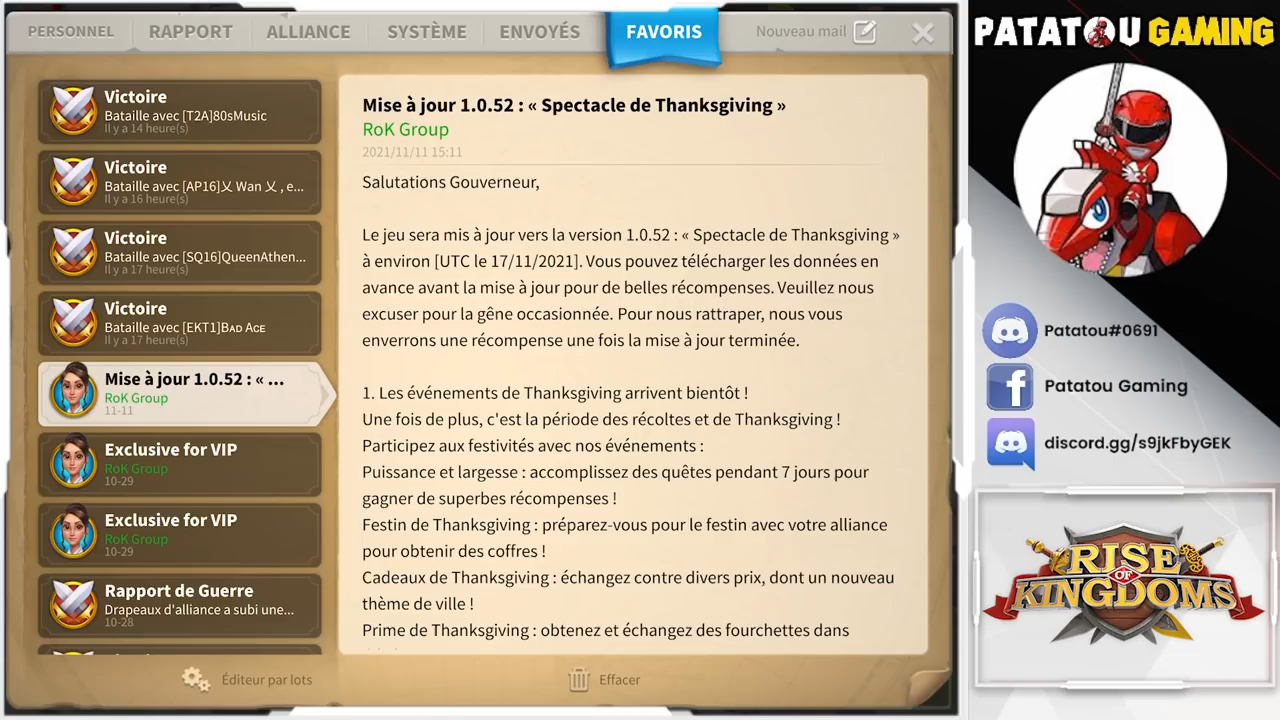 PERSONNEL
RAPPORT
ALLIANCE
SYSTÈME
ENVOYÉS
FAVORIS
Nouveau mail
Victoire
Bataille avec [T2A]80sMusic
Il y a 14 heure(s)
Victoire
Bataille avec [AP16]乂 Wan 乂 , e...
Il y a 16 heure(s)
Victoire
Bataille avec [SQ16]QueenAthen...
Il y a 17 heure(s)
Victoire
Bataille avec [EKT1]Bᴀᴅ Aᴄᴇ
Il y a 17 heure(s)
Mise à jour 1.0.52 : « ...
RoK Group
11-11
Exclusive for VIP
RoK Group
10-29
Exclusive for VIP
RoK Group
10-29
Rapport de Guerre
Drapeaux d'alliance a subi une...
10-28
Éditeur par lots
Mise à jour 1.0.52 : « Spectacle de Thanksgiving »
RoK Group
2021/11/11 15:11
Salutations Gouverneur,
Le jeu sera mis à jour vers la version 1.0.52 : « Spectacle de Thanksgiving »
à environ [UTC le 17/11/2021]. Vous pouvez télécharger les données en
avance avant la mise à jour pour de belles récompenses. Veuillez nous
excuser pour la gêne occasionnée. Pour nous rattraper, nous vous
enverrons une récompense une fois la mise à jour terminée.
1. Les événements de Thanksgiving arrivent bientôt !
Une fois de plus, c'est la période des récoltes et de Thanksgiving !
Participez aux festivités avec nos événements :
Puissance et largesse : accomplissez des quêtes pendant 7 jours pour
gagner de superbes récompenses !
Festin de Thanksgiving : préparez-vous pour le festin avec votre alliance
pour obtenir des coffres !
Cadeaux de Thanksgiving : échangez contre divers prix, dont un nouveau
thème de ville !
Prime de Thanksgiving : obtenez et échangez des fourchettes dans
Effacer
PATATOU GAMING
Patatou#0691
Patatou Gaming
discord.gg/s9jkFbyGEK
RISE
OF
KINGDOMS